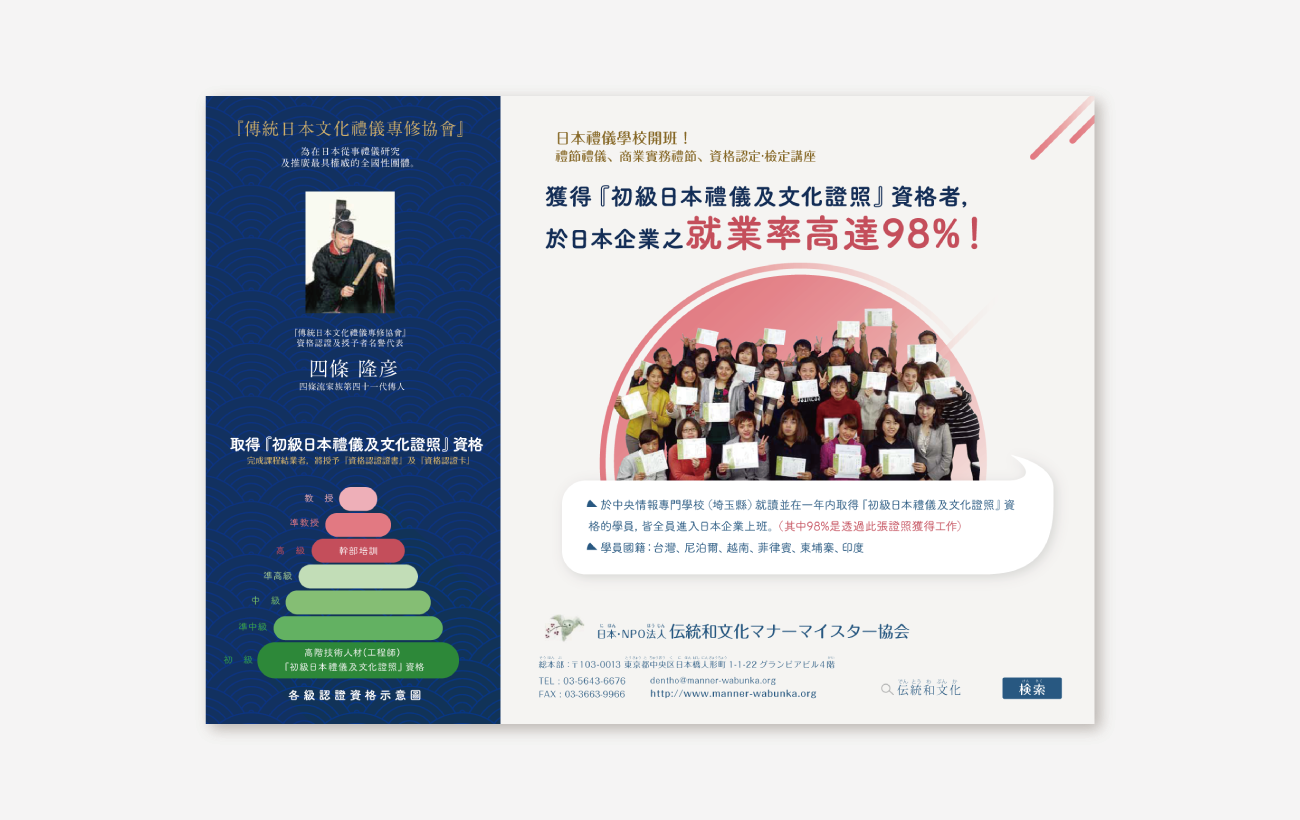 『傳統日本文化禮儀專修協會』
為在日本從事禮儀研究
及推廣最具權威的全國性團體。
『傳統日本文化禮儀專修協會』
資格認證及授予者名譽代表
四條 隆彦
四條流家族第四十一代傳人
取得『初級日本禮儀及文化證照』資格
完成課程結業者，將授予『資格認證證書』及『資格認證卡』
教　授
準教授
高　級 幹部培訓
準高級
中　級
準中級
初　級
高階技術人材(工程師)
『初級日本禮儀及文化證照』資格
各級認證資格示意圖
日本禮儀學校開班！
禮節禮儀、商業實務禮節、資格認定·檢定講座
獲得『初級日本禮儀及文化證照』資格者，
於日本企業之就業率高達98%！
於中央情報專門學校（埼玉縣）就讀並在一年內取得『初級日本禮儀及文化證照』資
格的學員，皆全員進入日本企業上班。（其中98%是透過此張證照獲得工作）
學員國籍：台灣、尼泊爾、越南、菲律賓、柬埔寨、印度
日本·NPO法人 伝統和文化マナーマイスター協会
総本部：〒103-0013 東京都中央区日本橋人形町 1-1-22 グランピアビル4階
TEL : 03-5643-6676 dentho@manner-wabunka.org
FAX : 03-3663-9966 http://www.manner-wabunka.org
でん とう わ ぶん か
伝統和文化
けん さく
検索